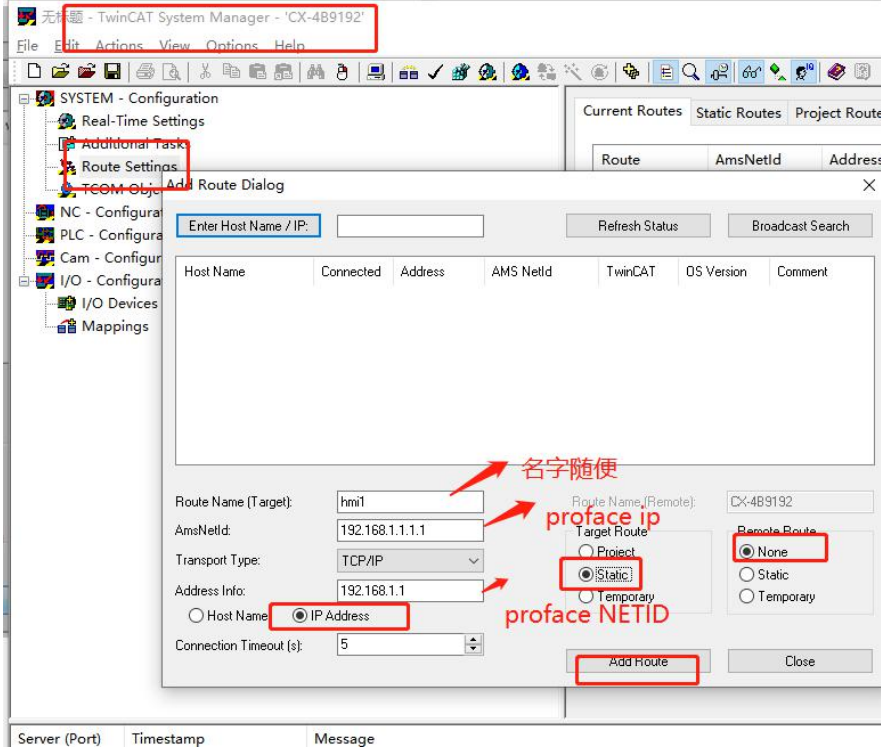 无标题 - TwinCAT System Manager - 'CX-4B9192'
File Edit Actions View Options Help
SYSTEM - Configuration
Real-Time Settings
Additional Tasks
Route Settings
TCOM Obje
NC - Configurat
PLC - Configura
Cam - Configur
I/O - Configura
I/O Devices
Mappings
Current Routes Static Routes Project Route
Route AmsNetId Address
Add Route Dialog
Enter Host Name / IP:
Refresh Status
Broadcast Search
Host Name Connected Address AMS NetId TwinCAT OS Version Comment
名字随便
Route Name (Target): hmi1
Route Name (Remote): CX-4B9192
proface ip
AmsNetId: 192.168.1.1.1.1
Target Route
Remote Route
Project
None
Transport Type: TCP/IP
Static
Static
Address Info: 192.168.1.1
Temporary
Temporary
proface NETID
Host Name IP Address
Connection Timeout (s): 5
Add Route
Close
Server (Port) Timestamp Message